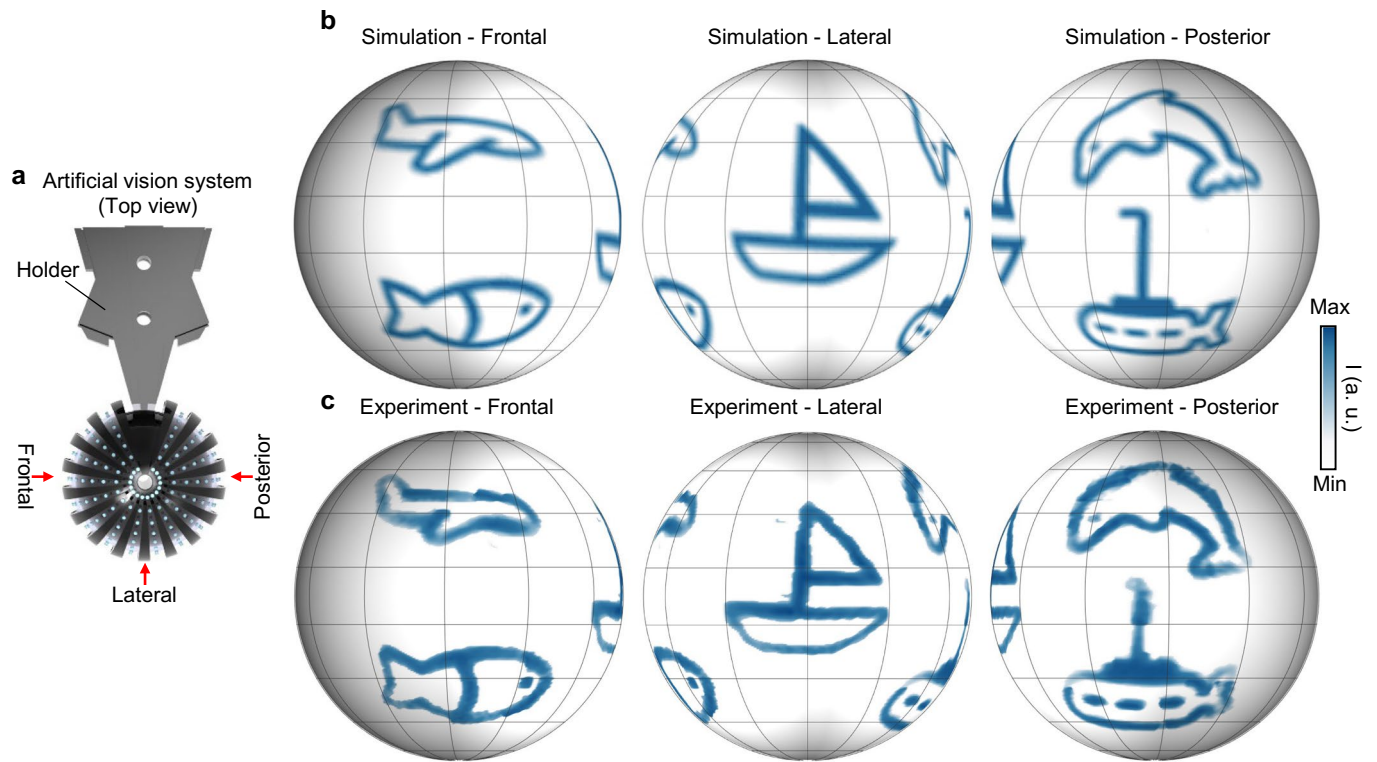 a
Artificial vision system
(Top view)
Holder
Frontal
Posterior
Lateral
b
Simulation - Frontal
Simulation - Lateral
Simulation - Posterior
c
Experiment - Frontal
Experiment - Lateral
Experiment - Posterior
Max
I (a. u.)
Min